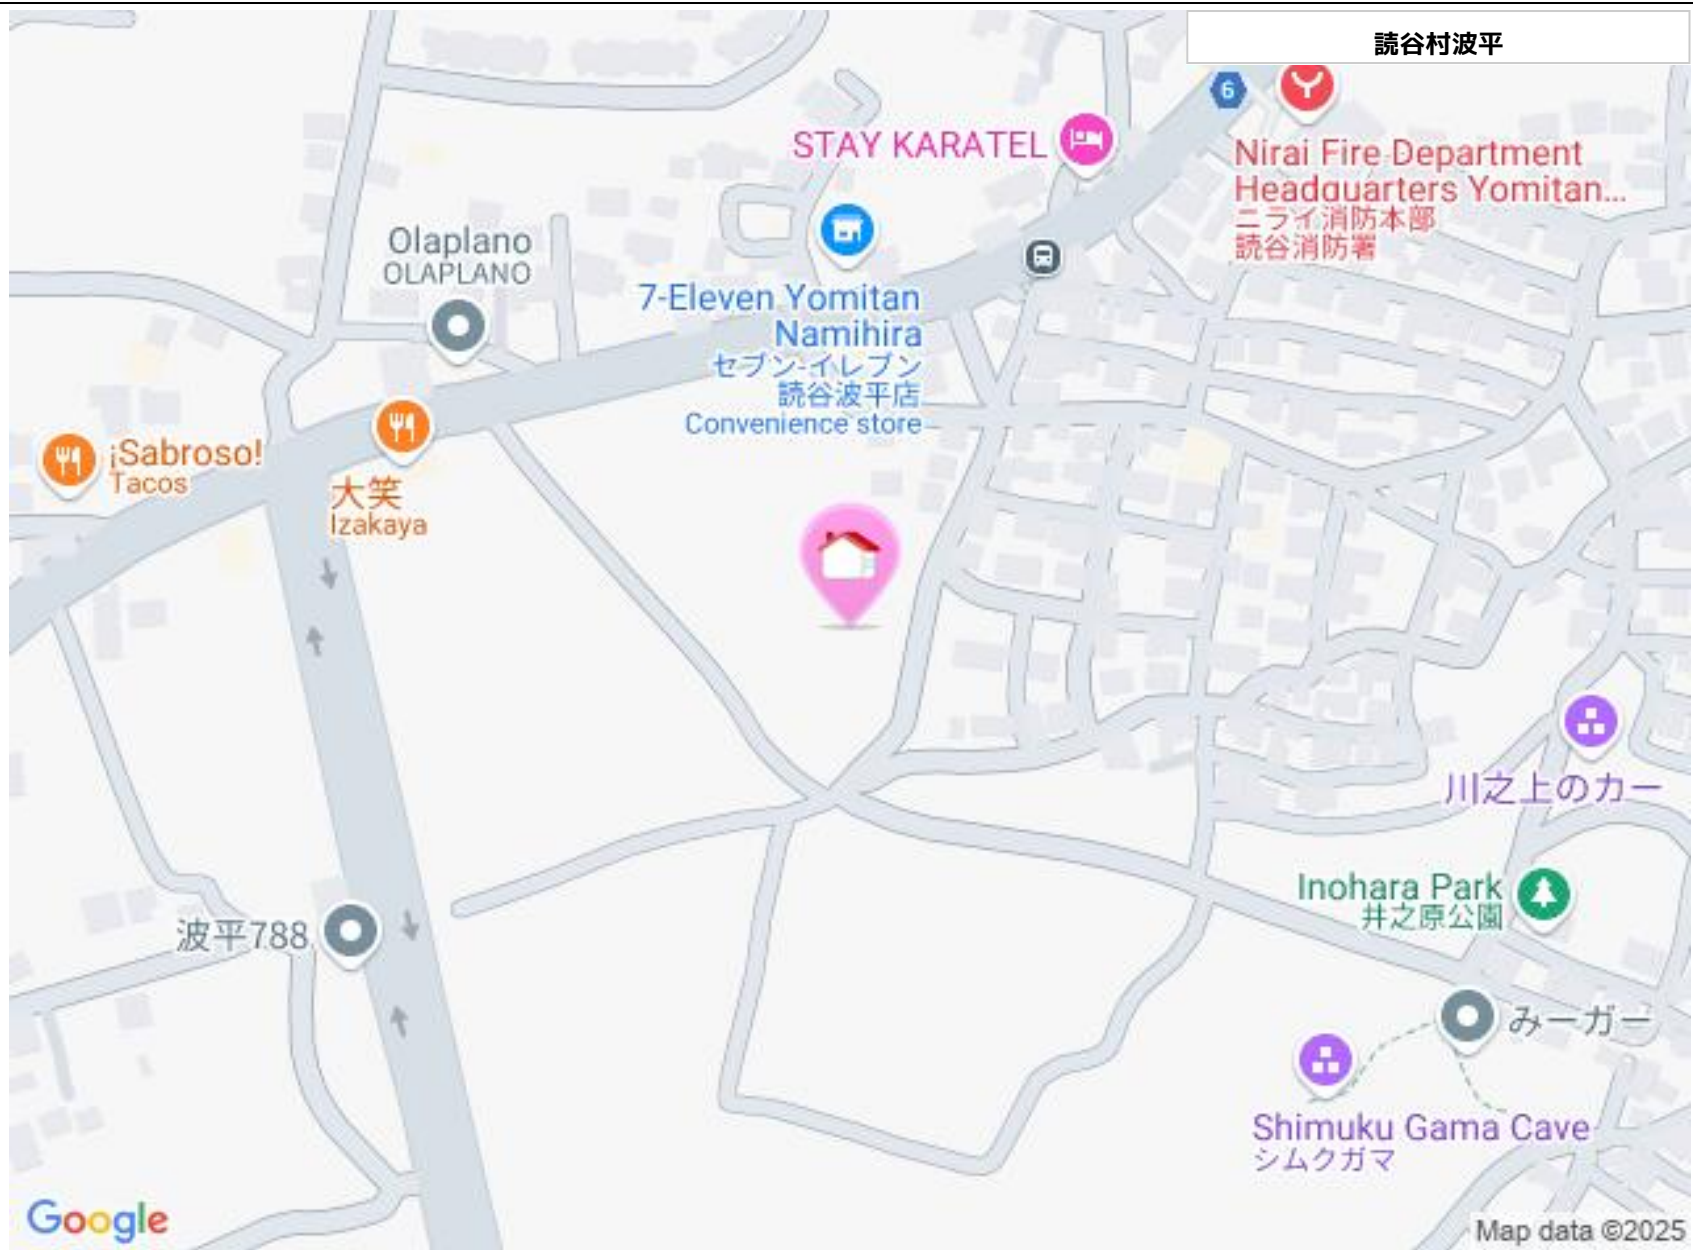 読谷村波平
6
STAY KARATEL
Nirai Fire Department
Headquarters Yomitan...
ニライ消防本部
読谷消防署
Olaplano
OLAPLANO
7-Eleven Yomitan
Namihira
セブン-イレブン
読谷波平店
Convenience store
¡Sabroso!
Tacos
大笑
Izakaya
川之上のカー
Inohara Park
井之原公園
波平788
みーガー
Shimuku Gama Cave
シムクガマ
Google
Map data ©2025